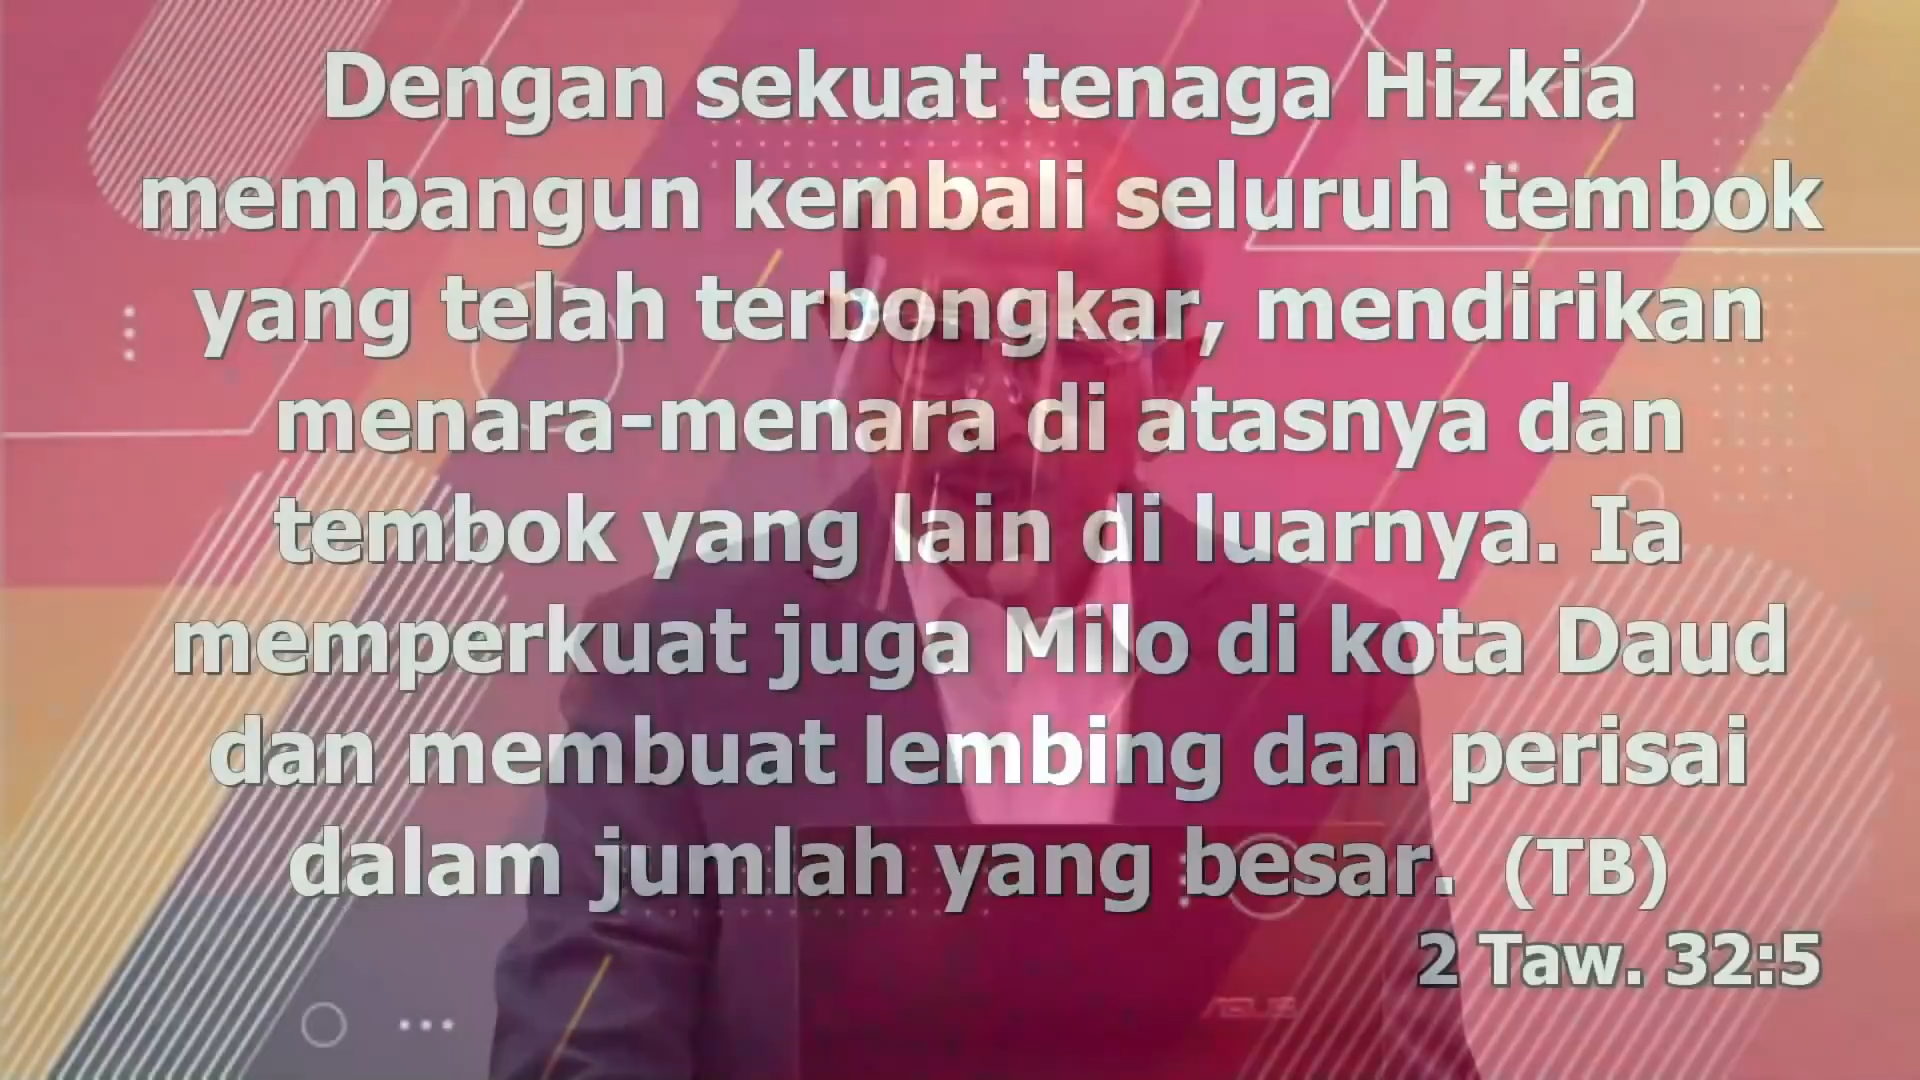 Dengan sekuat tenaga Hizkia
membangun kembali seluruh tembok
yang telah terbongkar, mendirikan
menara-menara di atasnya dan
tembok yang lain di luarnya. Ia
memperkuat juga Milo di kota Daud
dan membuat lembing dan perisai
dalam jumlah yang besar. (TB)
2 Taw. 32:5
ASUS